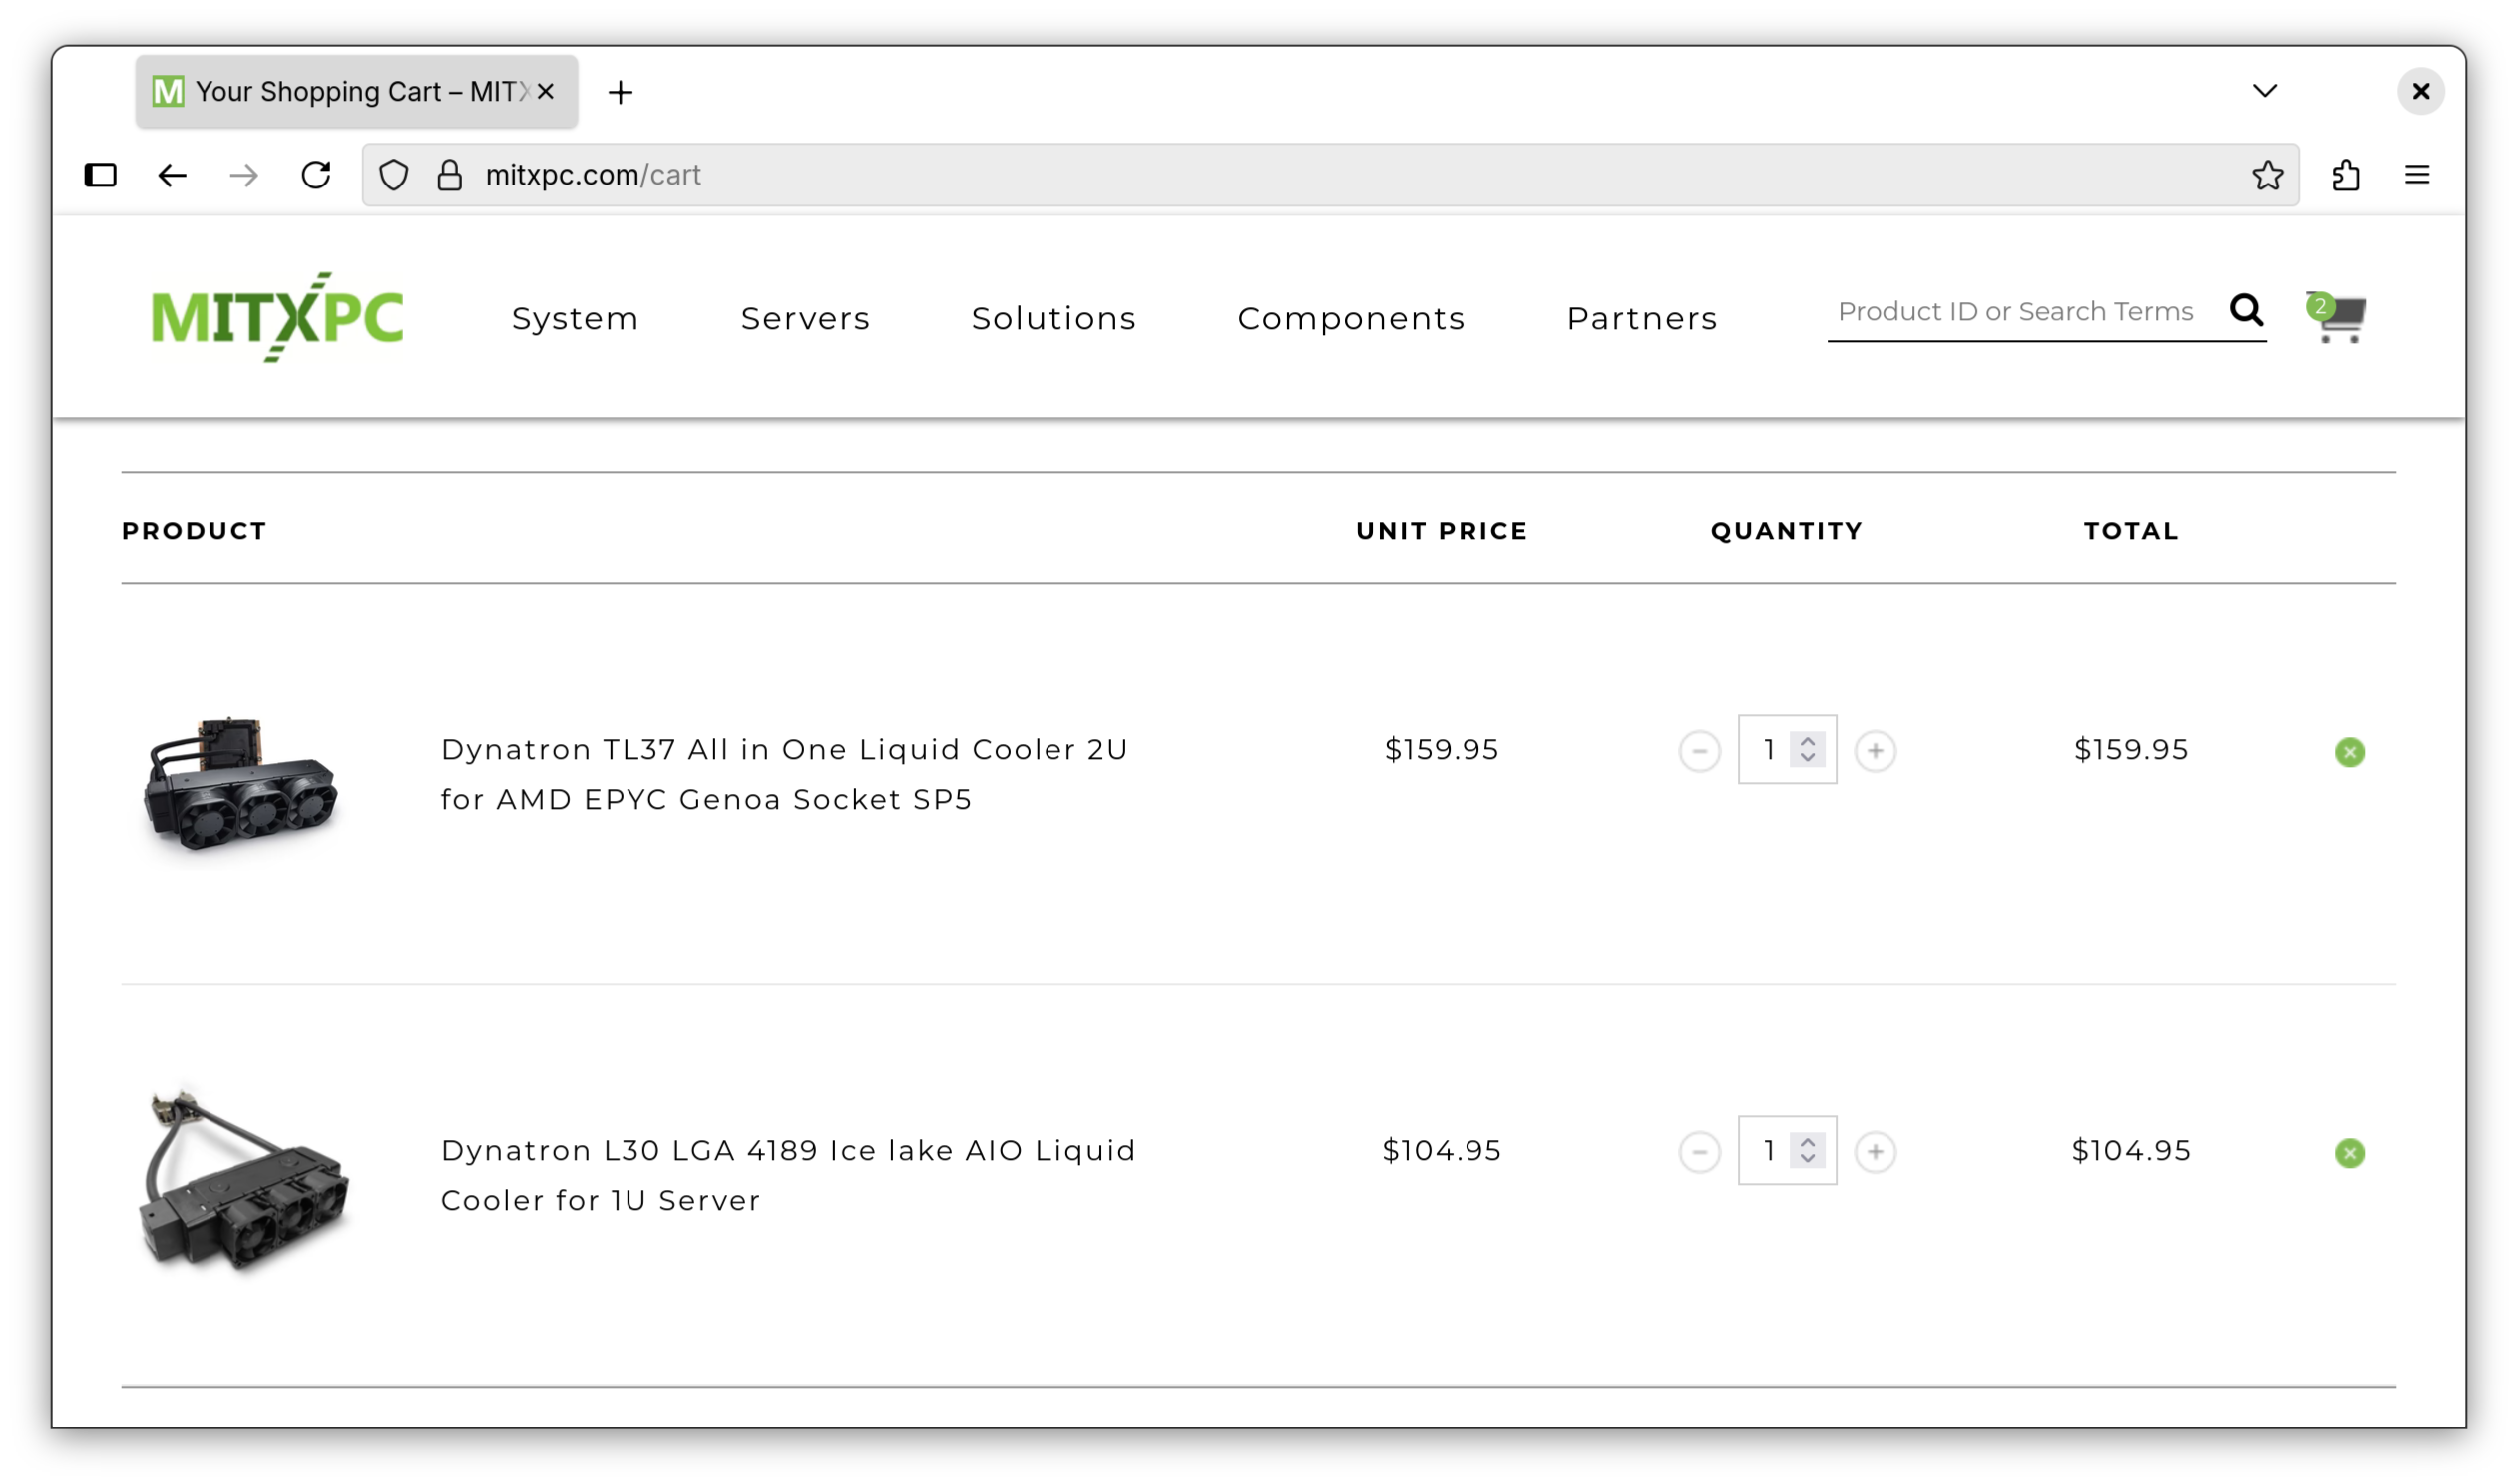 M Your Shopping Cart – MIT
mitxpc.com/cart
MITXPC System Servers Solutions Components Partners Product ID or Search Terms 2
PRODUCT UNIT PRICE QUANTITY TOTAL
Dynatron TL37 All in One Liquid Cooler 2U $159.95 1 $159.95
for AMD EPYC Genoa Socket SP5
Dynatron L30 LGA 4189 Ice lake AIO Liquid $104.95 1 $104.95
Cooler for 1U Server